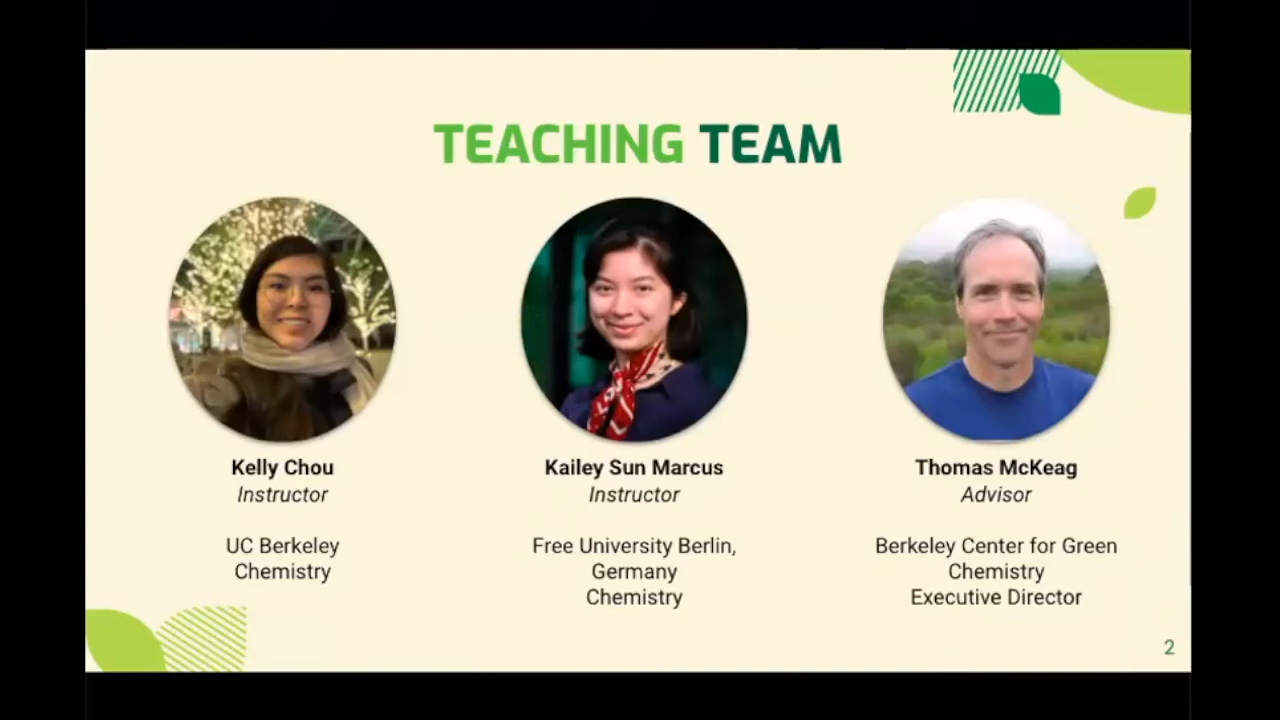 TEACHING TEAM
Kelly Chou
Instructor
UC Berkeley
Chemistry
Kailey Sun Marcus
Instructor
Free University Berlin,
Germany
Chemistry
Thomas McKeag
Advisor
Berkeley Center for Green
Chemistry
Executive Director
2